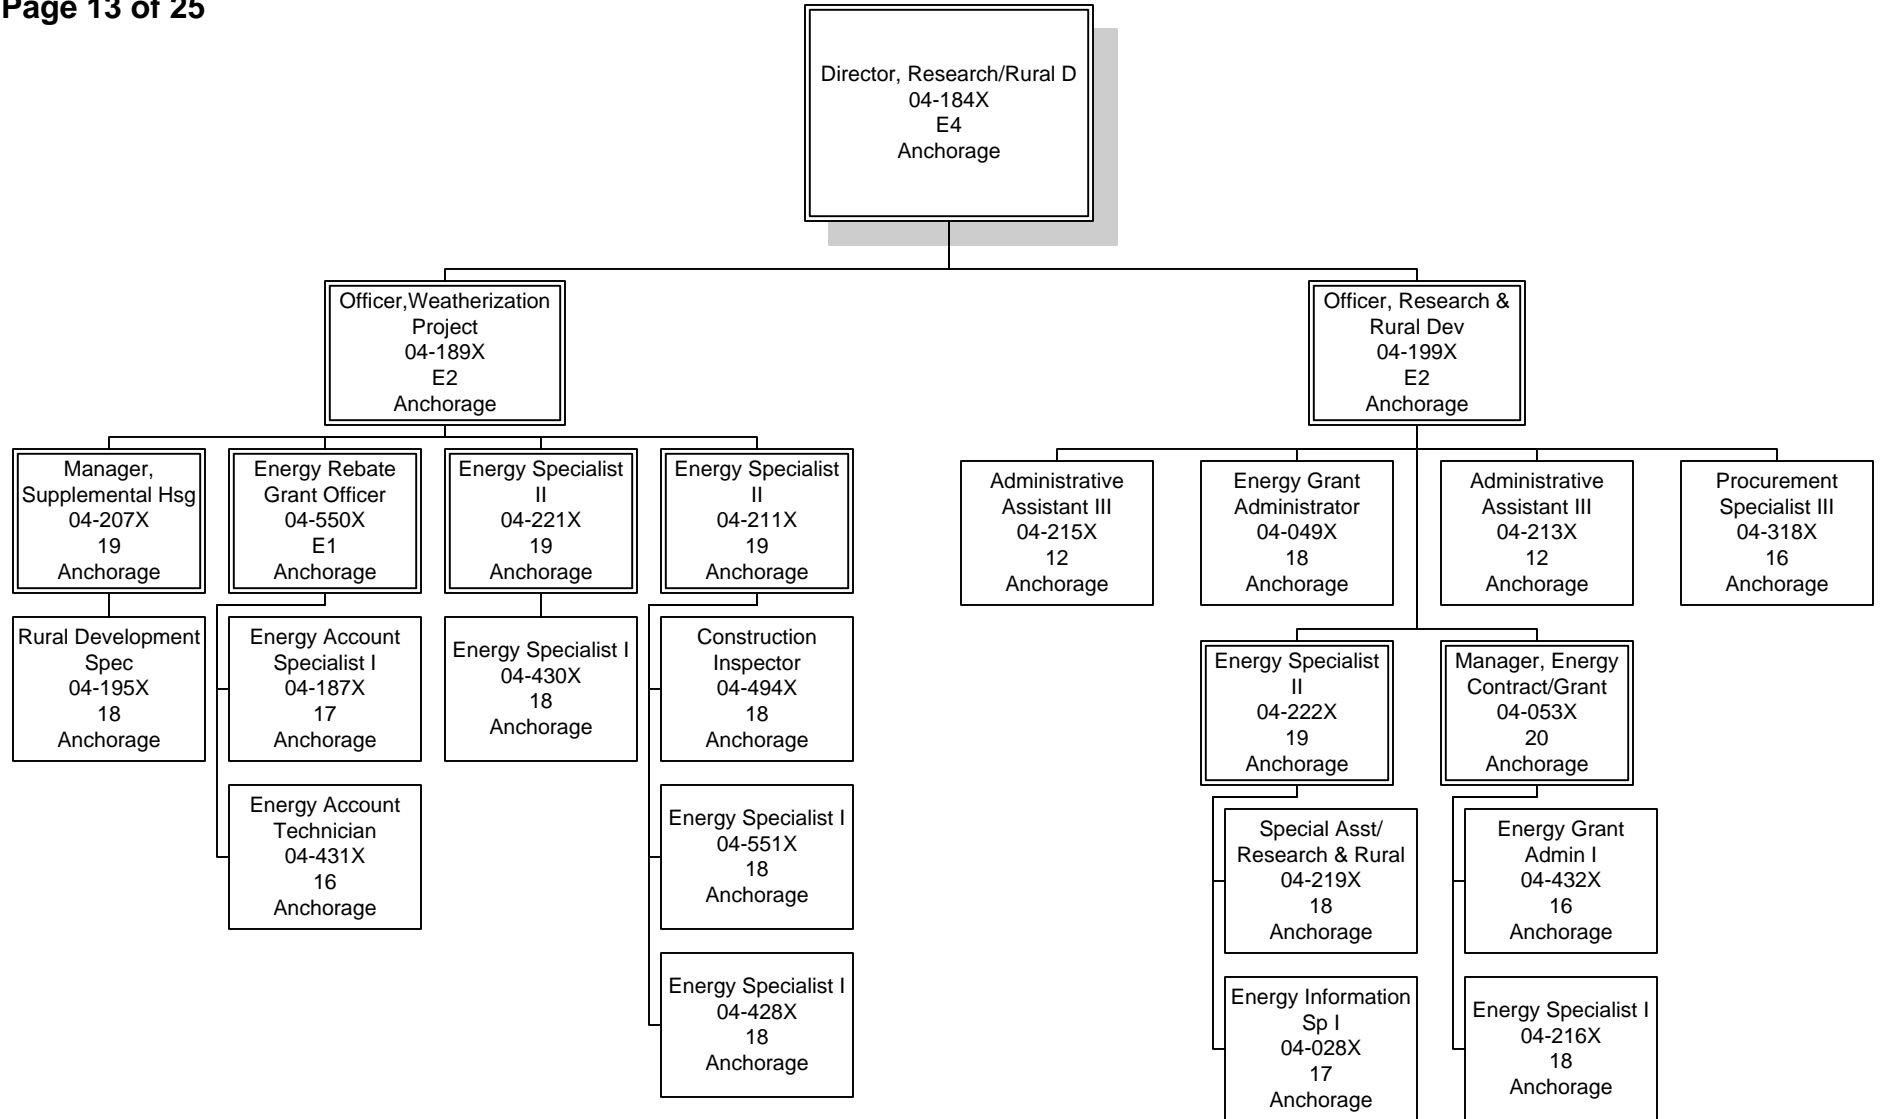 Page 13 of 25
Director, Research/Rural D
04-184X
E4
Anchorage
Officer,Weatherization
Project
04-189X
E2
Anchorage
Officer, Research &
Rural Dev
04-199X
E2
Anchorage
Manager,
Supplemental Hsg
04-207X
19
Anchorage
Energy Rebate
Grant Officer
04-550X
E1
Anchorage
Energy Specialist
II
04-221X
19
Anchorage
Energy Specialist
II
04-211X
19
Anchorage
Administrative
Assistant III
04-215X
12
Anchorage
Energy Grant
Administrator
04-049X
18
Anchorage
Administrative
Assistant III
04-213X
12
Anchorage
Procurement
Specialist III
04-318X
16
Anchorage
Rural Development
Spec
04-195X
18
Anchorage
Energy Account
Specialist I
04-187X
17
Anchorage
Energy Specialist I
04-430X
18
Anchorage
Construction
Inspector
04-494X
18
Anchorage
Energy Specialist
II
04-222X
19
Anchorage
Manager, Energy
Contract/Grant
04-053X
20
Anchorage
Energy Account
Technician
04-431X
16
Anchorage
Energy Specialist I
04-551X
18
Anchorage
Special Asst/
Research & Rural
04-219X
18
Anchorage
Energy Grant
Admin I
04-432X
16
Anchorage
Energy Specialist I
04-428X
18
Anchorage
Energy Information
Sp I
04-028X
17
Anchorage
Energy Specialist I
04-216X
18
Anchorage